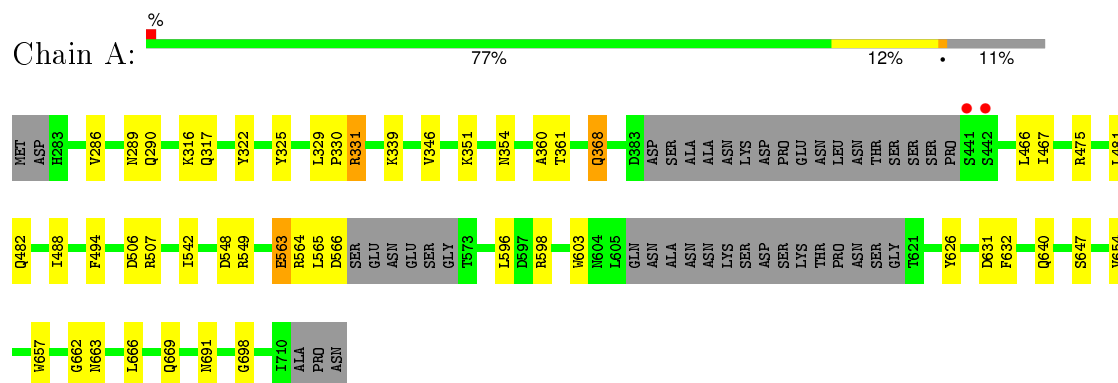 %
Chain A:
77% 12% • 11%
MET ASP H283 V286 N289 Q290 K316 Q317 Y322 Y325 L329 P330 R331 K339 V346 K351 N354 A360 T361 Q368 D383 ASP SER ALA ALA ASN LYS ASP PRO GLU ASN LEU ASN THR SER SER SER PRO S441 S442 L466 I467 R475 L481
Q482 I488 F494 D506 R507 I542 D548 R549 E563 R564 L565 D566 SER GLU ASN GLU SER GLY T573 L596 D597 R598 W603 N604 L605 GLN ASN ALA ASN ASN LYS SER ASP SER LYS THR PRO ASN SER GLY T621 Y626 D631 F632 Q640 S647 V654
W657 G662 N663 L666 Q669 N691 G698 I710 ALA PRO ASN